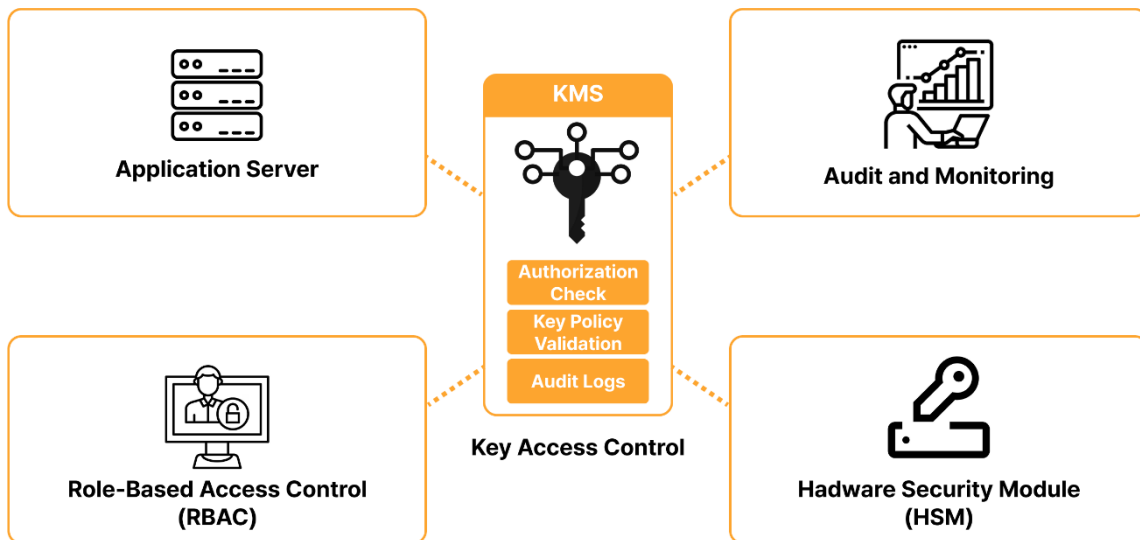 Application Server
KMS
Authorization
Check
Key Policy
Validation
Audit Logs
Key Access Control
Audit and Monitoring
Role-Based Access Control
(RBAC)
Hadware Security Module
(HSM)